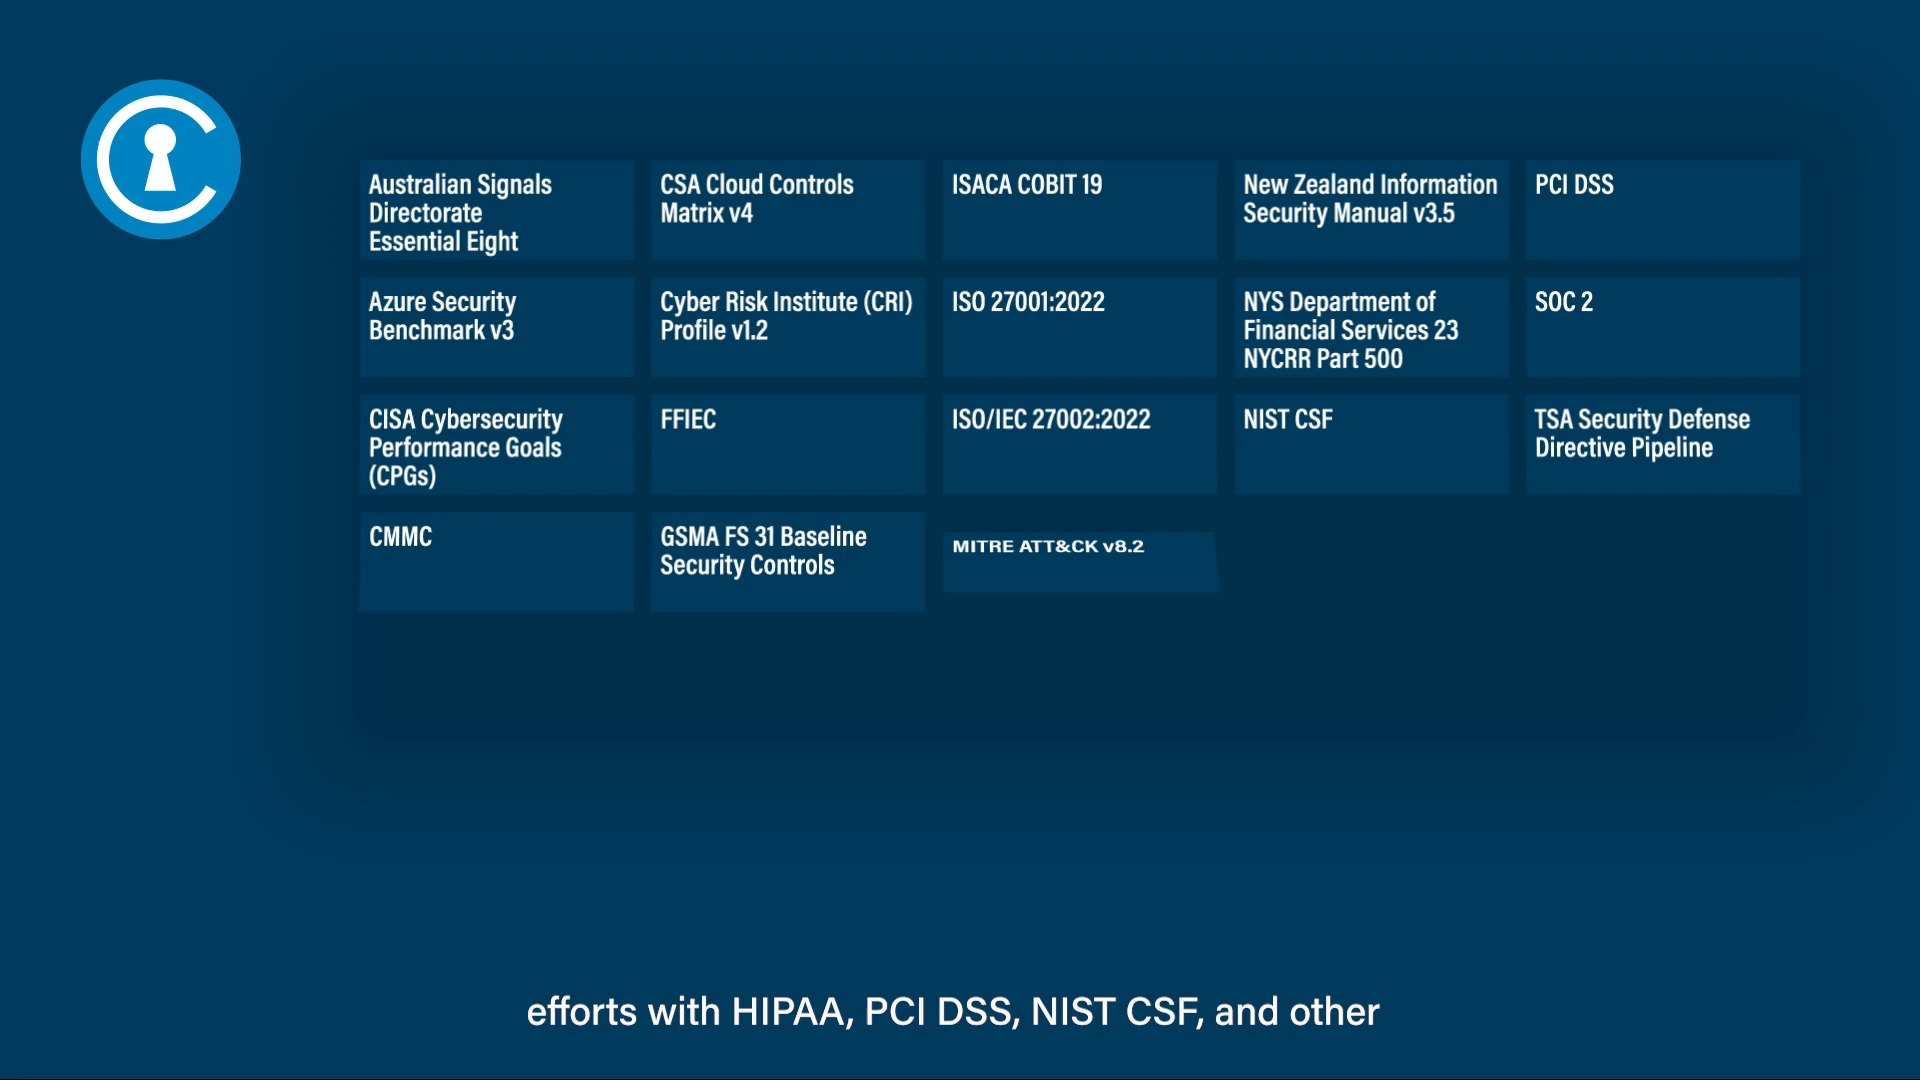 Australian Signals
Directorate
Essential Eight
CSA Cloud Controls
Matrix v4
ISACA COBIT 19
New Zealand Information
Security Manual v3.5
PCI DSS
Azure Security
Benchmark v3
Cyber Risk Institute (CRI)
Profile v1.2
ISO 27001:2022
NYS Department of
Financial Services 23
NYCRR Part 500
SOC 2
CISA Cybersecurity
Performance Goals
(CPGs)
FFIEC
ISO/IEC 27002:2022
NIST CSF
TSA Security Defense
Directive Pipeline
CMMC
GSMA FS 31 Baseline
Security Controls
MITRE ATT&CK v8.2
efforts with HIPAA, PCI DSS, NIST CSF, and other